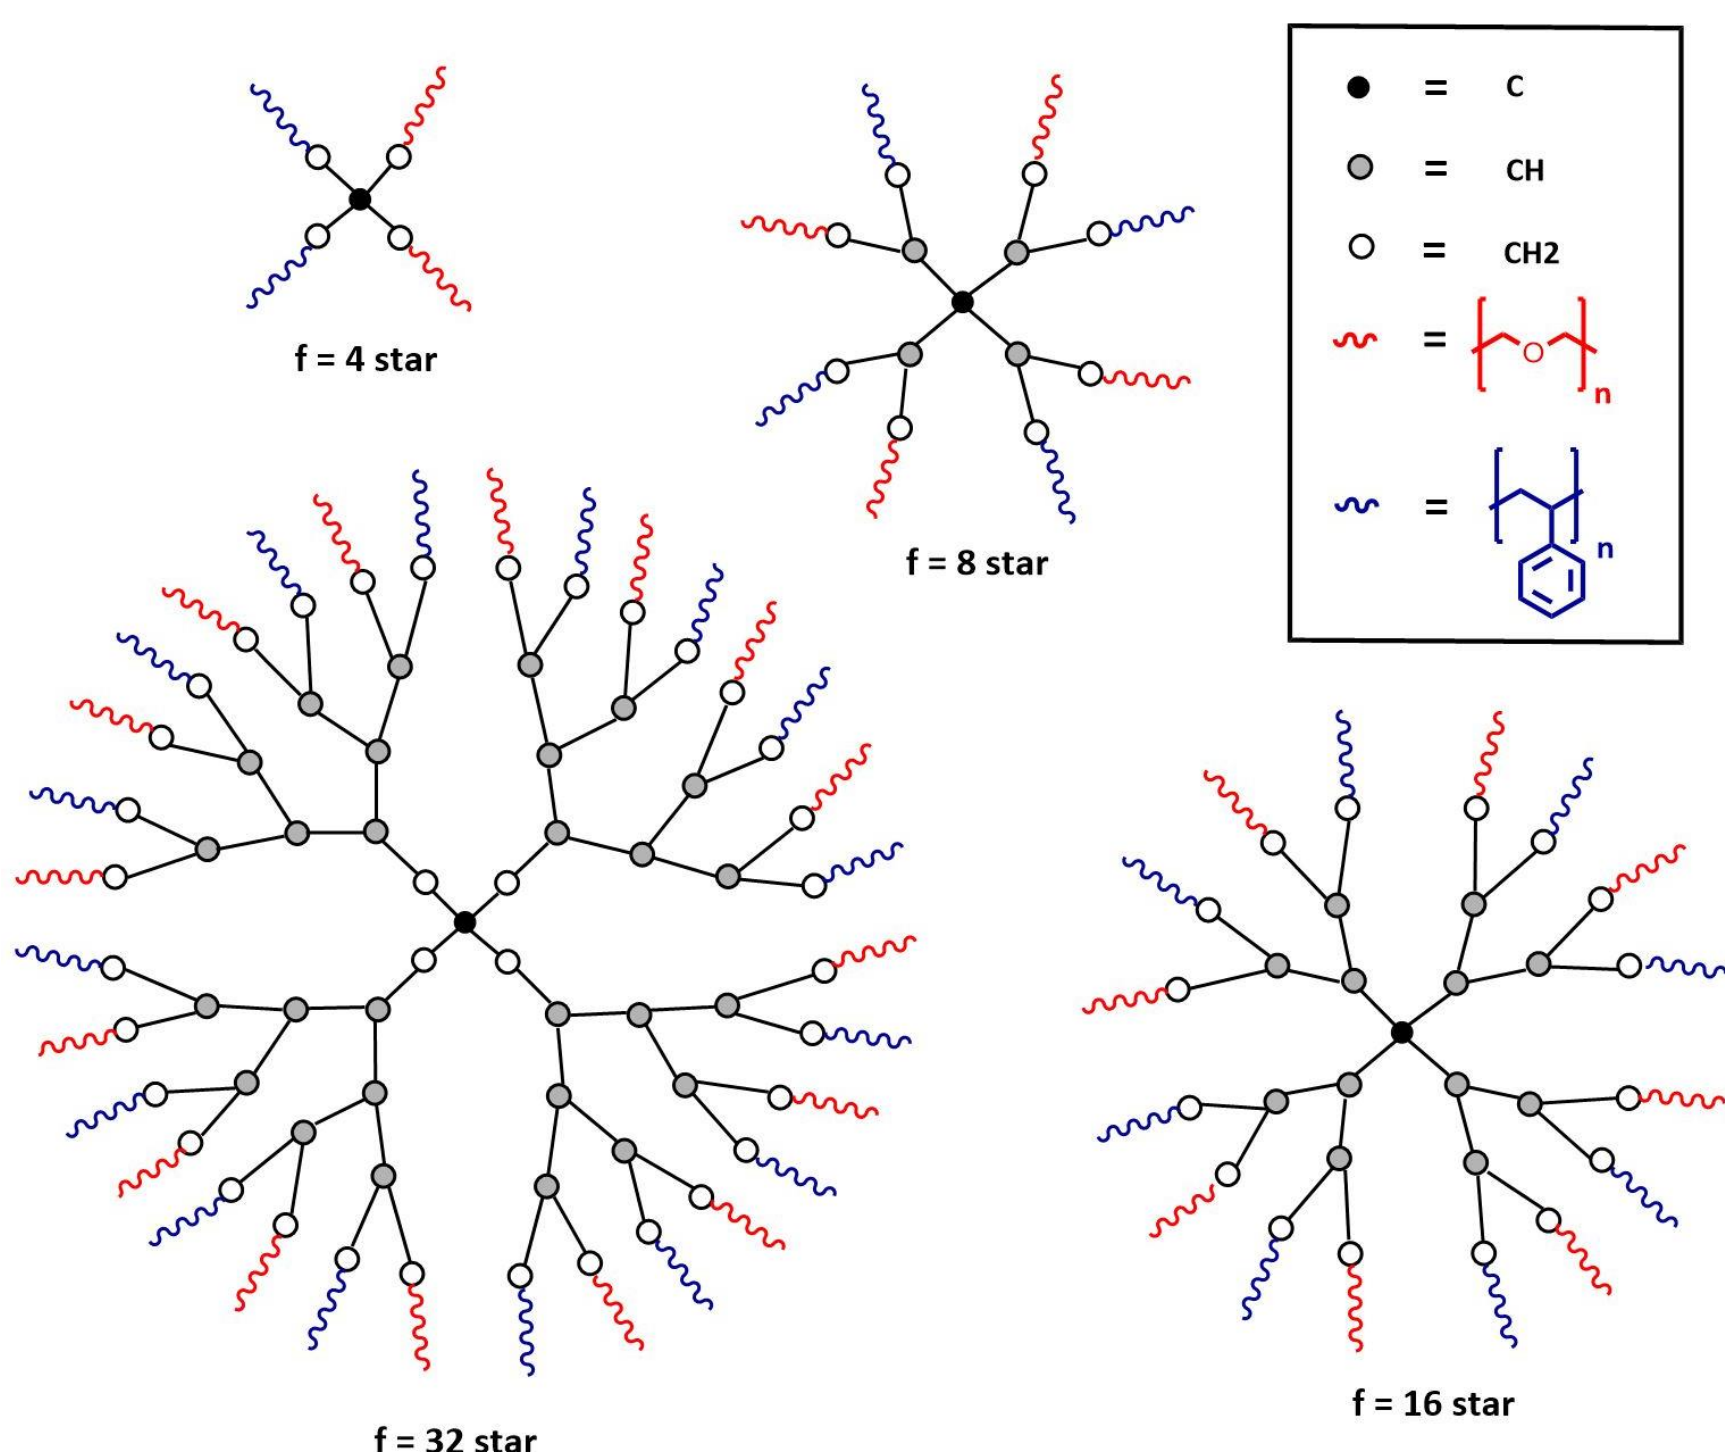 = C
= CH
= CH2
= [ O ] n
= [ ] n
f = 4 star
f = 8 star
f = 32 star
f = 16 star